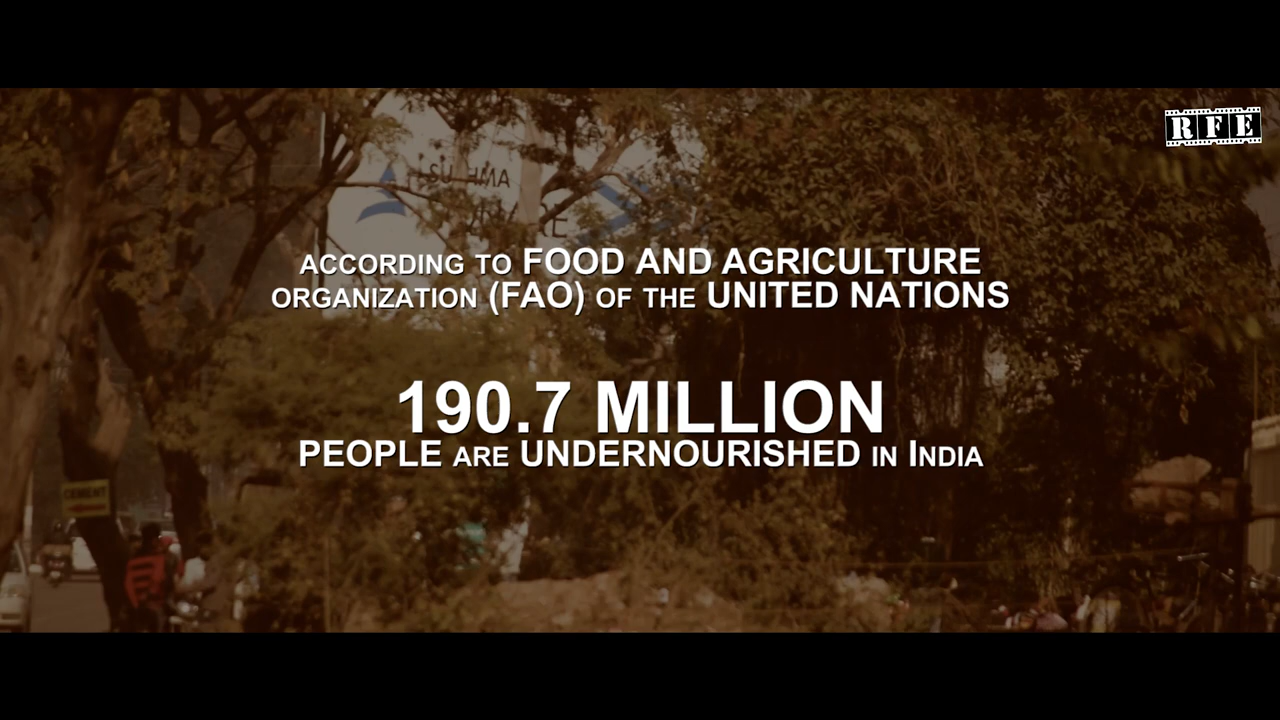 RFE
ACCORDING TO FOOD AND AGRICULTURE
ORGANIZATION (FAO) OF THE UNITED NATIONS
190.7 MILLION
PEOPLE ARE UNDERNOURISHED IN INDIA
CEMENT